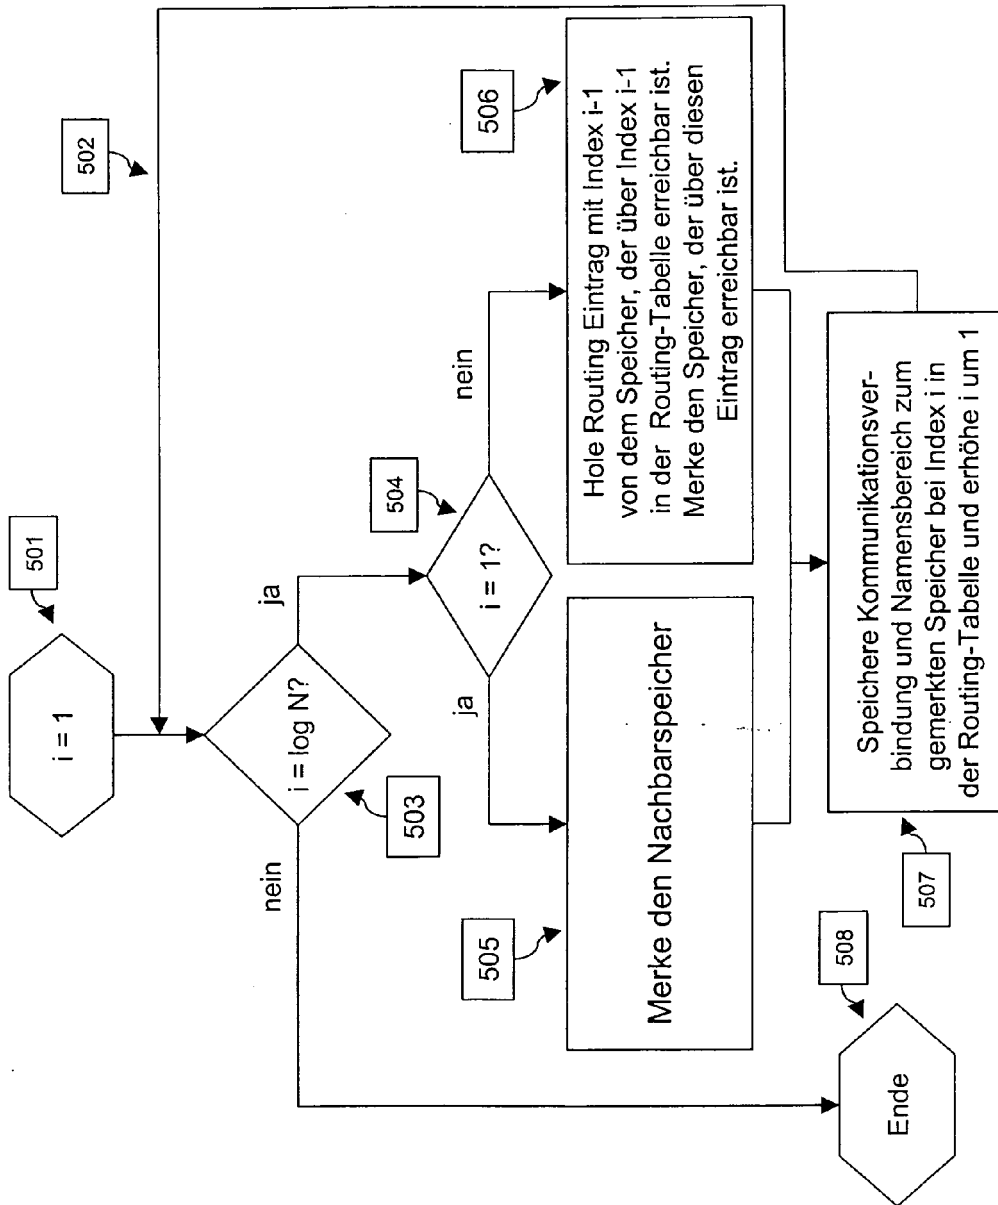 501
i = 1
502
i = log N?
503
nein
ja
504
i = 1?
ja
nein
505
Merke den Nachbarspeicher
506
Hole Routing Eintrag mit Index i-1
von dem Speicher, der über Index i-1
in der Routing-Tabelle erreichbar ist.
Merke den Speicher, der über diesen
Eintrag erreichbar ist.
507
Speichere Kommunikationsver-
bindung und Namensbereich zum
gemerkten Speicher bei Index i in
der Routing-Tabelle und erhöhe i um 1
508
Ende